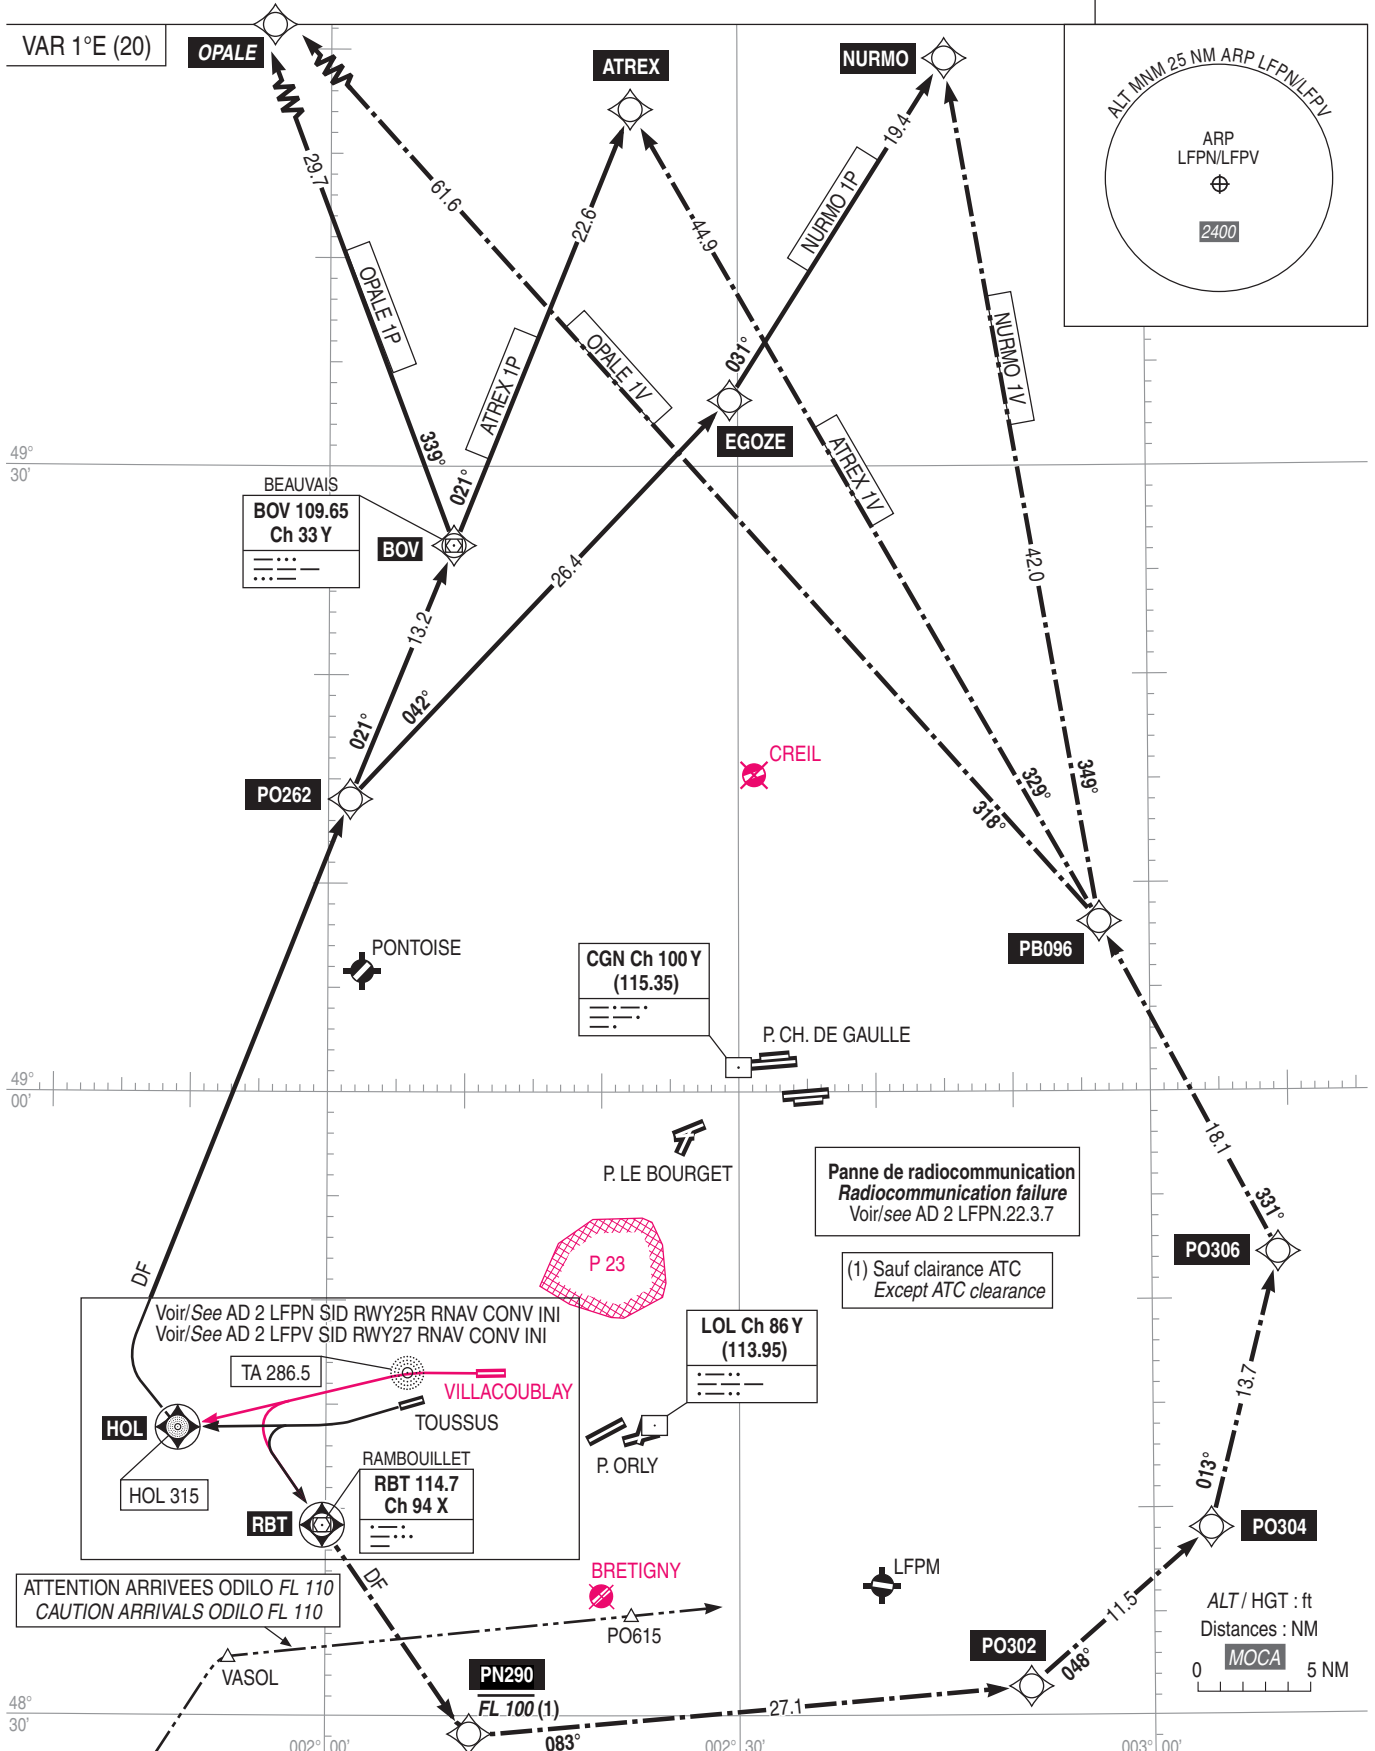 VAR 1°E (20)
OPALE
ATREX
NURMO
ALT MNM 25 NM ARP LFPN/LFPV
ARP
LFPN/LFPV
2400
29.7
61.6
22.6
44.9
19.4
NURMO 1P
OPALE 1P
ATREX 1P
OPALE 1V
NURMO 1V
ATREX 1V
031°
EGOZE
339°
021°
49°
30'
BEAUVAIS
BOV 109.65
Ch 33 Y
BOV
13.2
26.4
42.0
021°
042°
CREIL
PO262
318°
329°
349°
PB096
PONTOISE
CGN Ch 100 Y
(115.35)
P. CH. DE GAULLE
49°
00'
P. LE BOURGET
18.1
Panne de radiocommunication
Radiocommunication failure
Voir/see AD 2 LFPN.22.3.7
331°
PO306
P 23
(1) Sauf clairance ATC
Except ATC clearance
DF
Voir/See AD 2 LFPN SID RWY25R RNAV CONV INI
Voir/See AD 2 LFPV SID RWY27 RNAV CONV INI
LOL Ch 86 Y
(113.95)
TA 286.5
VILLACOUBLAY
TOUSSUS
13.7
HOL
HOL 315
P. ORLY
RAMBOUILLET
RBT 114.7
Ch 94 X
RBT
013°
PO304
DF
BRETIGNY
LFPM
ATTENTION ARRIVEES ODILO FL 110
CAUTION ARRIVALS ODILO FL 110
11.5
ALT / HGT : ft
Distances : NM
MOCA
0 5 NM
PO615
VASOL
PO302
048°
PN290
FL 100 (1)
27.1
083°
48°
30'
002° 00'
002° 30'
003° 00'